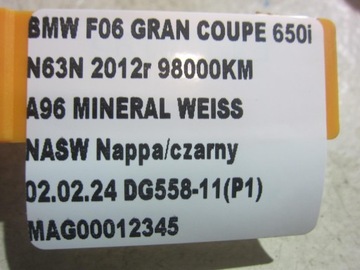 BMW F06 GRAN COUPE 650i
N63N 2012r 98000KM
A96 MINERAL WEISS
NASW Nappa/czarny
02.02.24 DG558-11(P1)
MAG00012345